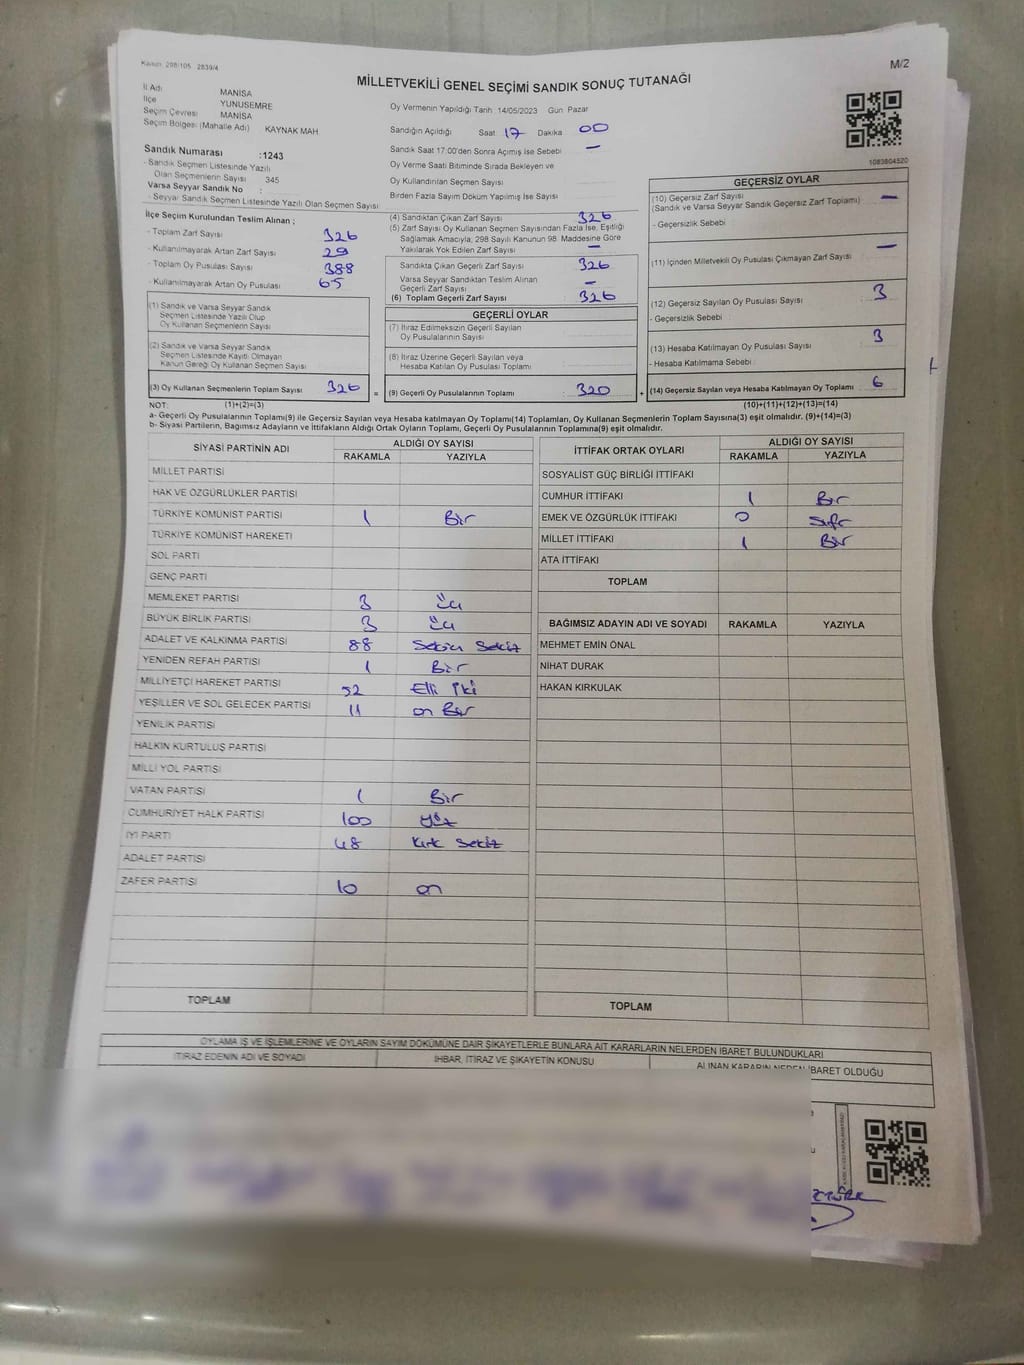 Kanun: 298/105 2839/4
M/2
MİLLETVEKİLİ GENEL SEÇİMİ SANDIK SONUÇ TUTANAĞI
İl Adı MANİSA
İlçe YUNUSEMRE
Seçim Çevresi MANİSA
Seçim Bölgesi (Mahalle Adı) KAYNAK MAH
Oy Vermenin Yapıldığı Tarih 14/05/2023 Gün Pazar
Sandığın Açıldığı Saat 17 Dakika 00
Sandık Saat 17:00'den Sonra Açımış İse Sebebi —
Oy Verme Saati Bitiminde Sırada Bekleyen ve
Oy Kullandırılan Seçmen Sayısı
Birden Fazla Sayım Döküm Yapılmış İse Sayısı
1083804520
Sandık Numarası :1243
- Sandık Seçmen Listesinde Yazılı
Olan Seçmenlerin Sayısı 345
Varsa Seyyar Sandık No :
- Seyyar Sandık Seçmen Listesinde Yazılı Olan Seçmen Sayısı
İlçe Seçim Kurulundan Teslim Alınan ;
- Toplam Zarf Sayısı 326
- Kullanılmayarak Artan Zarf Sayısı 29
- Toplam Oy Pusulası Sayısı 388
- Kullanılmayarak Artan Oy Pusulası 65
(1) Sandık ve Varsa Seyyar Sandık
Seçmen Listesinde Yazılı Olup
Oy Kullanan Seçmenlerin Sayısı
(2) Sandık ve Varsa Seyyar Sandık
Seçmen Listesinde Kayıtlı Olmayan
Kanun Gereği Oy Kullanan Seçmen Sayısı
(3) Oy Kullanan Seçmenlerin Toplam Sayısı 326 =
(4) Sandıktan Çıkan Zarf Sayısı 326
(5) Zarf Sayısı Oy Kullanan Seçmen Sayısından Fazla İse, Eşitliği
Sağlamak Amacıyla, 298 Sayılı Kanunun 98. Maddesine Göre
Yakılarak Yok Edilen Zarf Sayısı —
Sandıkta Çıkan Geçerli Zarf Sayısı 326
Varsa Seyyar Sandıktan Teslim Alınan
Geçerli Zarf Sayısı —
(6) Toplam Geçerli Zarf Sayısı 326
GEÇERLİ OYLAR
(7) İtiraz Edilmeksizin Geçerli Sayılan
Oy Pusulalarının Sayısı
(8) İtiraz Üzerine Geçerli Sayılan veya
Hesaba Katılan Oy Pusulası Toplamı
(9) Geçerli Oy Pusulalarının Toplamı 320 +
GEÇERSİZ OYLAR
(10) Geçersiz Zarf Sayısı —
(Sandık ve Varsa Seyyar Sandık Geçersiz Zarf Toplamı)
- Geçersizlik Sebebi
(11) İçinden Milletvekili Oy Pusulası Çıkmayan Zarf Sayısı —
(12) Geçersiz Sayılan Oy Pusulası Sayısı 3
- Geçersizlik Sebebi
(13) Hesaba Katılmayan Oy Pusulası Sayısı 3
- Hesaba Katılmama Sebebi
(14) Geçersiz Sayılan veya Hesaba Katılmayan Oy Toplamı 6
NOT: (1)+(2)=(3) (10)+(11)+(12)+(13)=(14)
a- Geçerli Oy Pusulalarının Toplamı(9) ile Geçersiz Sayılan veya Hesaba katılmayan Oy Toplamı(14) Toplamları, Oy Kullanan Seçmenlerin Toplam Sayısına(3) eşit olmalıdır. (9)+(14)=(3)
b- Siyasi Partilerin, Bağımsız Adayların ve İttifakların Aldığı Ortak Oyların Toplamı, Geçerli Oy Pusulalarının Toplamına(9) eşit olmalıdır.
SİYASİ PARTİNİN ADI ALDIĞI OY SAYISI
RAKAMLA YAZIYLA
MİLLET PARTİSİ
HAK VE ÖZGÜRLÜKLER PARTİSİ
TÜRKİYE KOMÜNİST PARTİSİ 1 Bir
TÜRKİYE KOMÜNİST HAREKETİ
SOL PARTİ
GENÇ PARTİ
MEMLEKET PARTİSİ 3 Üç
BÜYÜK BİRLİK PARTİSİ 3 Üç
ADALET VE KALKINMA PARTİSİ 88 Seksen Sekiz
YENİDEN REFAH PARTİSİ 1 Bir
MİLLİYETÇİ HAREKET PARTİSİ 52 Elli İki
YEŞİLLER VE SOL GELECEK PARTİSİ 11 on Bir
YENİLİK PARTİSİ
HALKIN KURTULUŞ PARTİSİ
MİLLİ YOL PARTİSİ
VATAN PARTİSİ 1 Bir
CUMHURİYET HALK PARTİSİ 100 yüz
İYİ PARTİ 48 Kırk Sekiz
ADALET PARTİSİ
ZAFER PARTİSİ 10 on
TOPLAM
İTTİFAK ORTAK OYLARI ALDIĞI OY SAYISI
RAKAMLA YAZIYLA
SOSYALİST GÜÇ BİRLİĞİ İTTİFAKI
CUMHUR İTTİFAKI 1 Bir
EMEK VE ÖZGÜRLÜK İTTİFAKI 0 Sıfır
MİLLET İTTİFAKI 1 Bir
ATA İTTİFAKI
TOPLAM
BAĞIMSIZ ADAYIN ADI VE SOYADI RAKAMLA YAZIYLA
MEHMET EMİN ÖNAL
NİHAT DURAK
HAKAN KIRKULAK
TOPLAM
OYLAMA İŞ VE İŞLEMLERİNE VE OYLARIN SAYIM DÖKÜMÜNE DAİR ŞİKAYETLERLE BUNLARA AİT KARARLARIN NELERDEN İBARET BULUNDUKLARI
İTİRAZ EDENİN ADI VE SOYADI İHBAR, İTİRAZ VE ŞİKAYETİN KONUSU ALINAN KARARIN NEDEN İBARET OLDUĞU